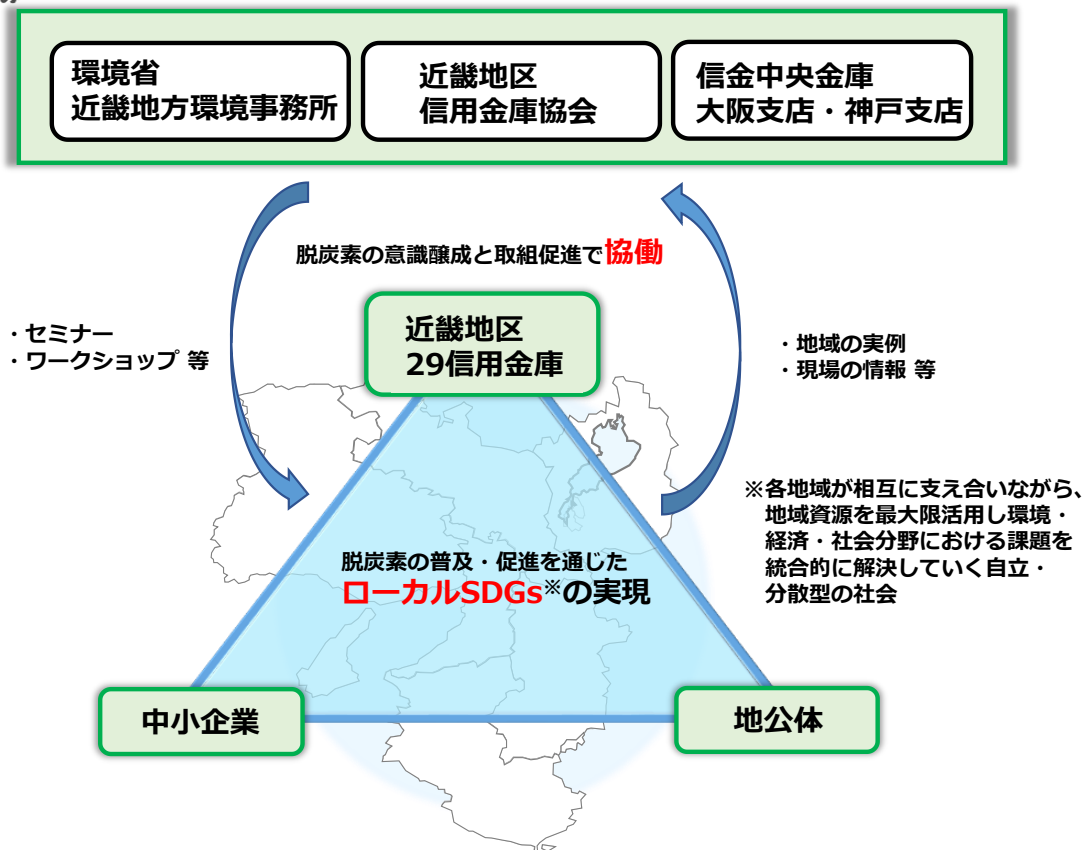 環境省
近畿地方環境事務所
近畿地区
信用金庫協会
信金中央金庫
大阪支店・神戸支店
脱炭素の意識醸成と取組促進で協働
・セミナー
・ワークショップ 等
近畿地区
29信用金庫
・地域の実例
・現場の情報 等
※各地域が相互に支え合いながら、
地域資源を最大限活用し環境・
経済・社会分野における課題を
統合的に解決していく自立・
分散型の社会
脱炭素の普及・促進を通じた
ローカルSDGs※の実現
中小企業
地公体